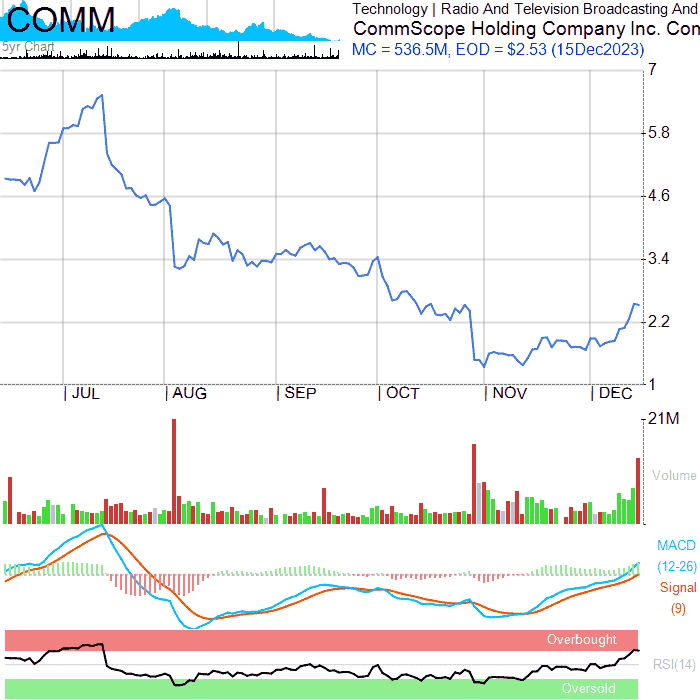 COMM
5yr Chart
Technology | Radio And Television Broadcasting And
CommScope Holding Company Inc. Con
MC = 536.5M, EOD = $2.53 (15Dec2023)
7
5.8
4.6
3.4
2.2
1
JUL AUG SEP OCT NOV DEC
21M
Volume
MACD
(12-26)
Signal
(9)
Overbought
RSI(14)
Oversold